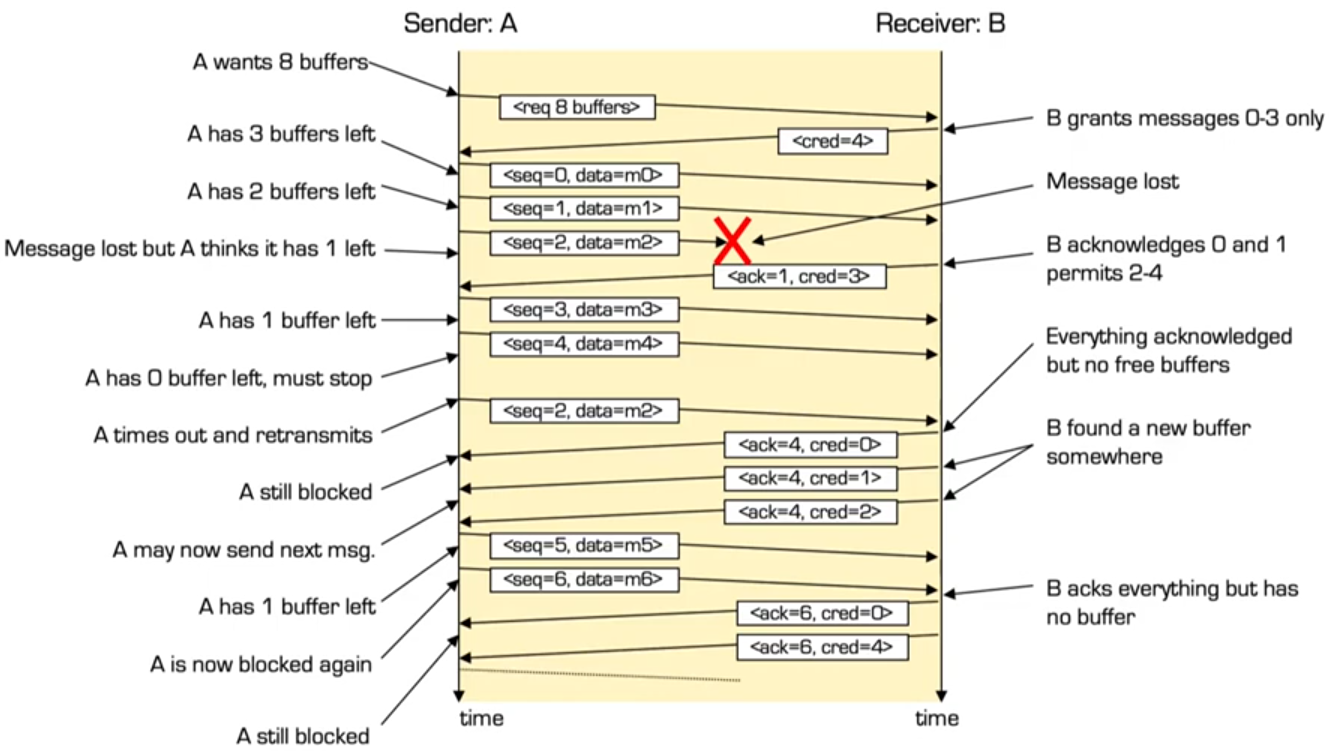 Sender: A
Receiver: B
A wants 8 buffers
<req 8 buffers>
B grants messages 0-3 only
A has 3 buffers left
<cred=4>
<seq=0, data=m0>
Message lost
A has 2 buffers left
<seq=1, data=m1>
Message lost but A thinks it has 1 left
<seq=2, data=m2>
B acknowledges 0 and 1
permits 2-4
<ack=1, cred=3>
A has 1 buffer left
<seq=3, data=m3>
<seq=4, data=m4>
Everything acknowledged
but no free buffers
A has 0 buffer left, must stop
<seq=2, data=m2>
A times out and retransmits
B found a new buffer
somewhere
<ack=4, cred=0>
<ack=4, cred=1>
A still blocked
<ack=4, cred=2>
A may now send next msg.
<seq=5, data=m5>
<seq=6, data=m6>
A has 1 buffer left
B acks everything but has
no buffer
<ack=6, cred=0>
<ack=6, cred=4>
A is now blocked again
time
time
A still blocked